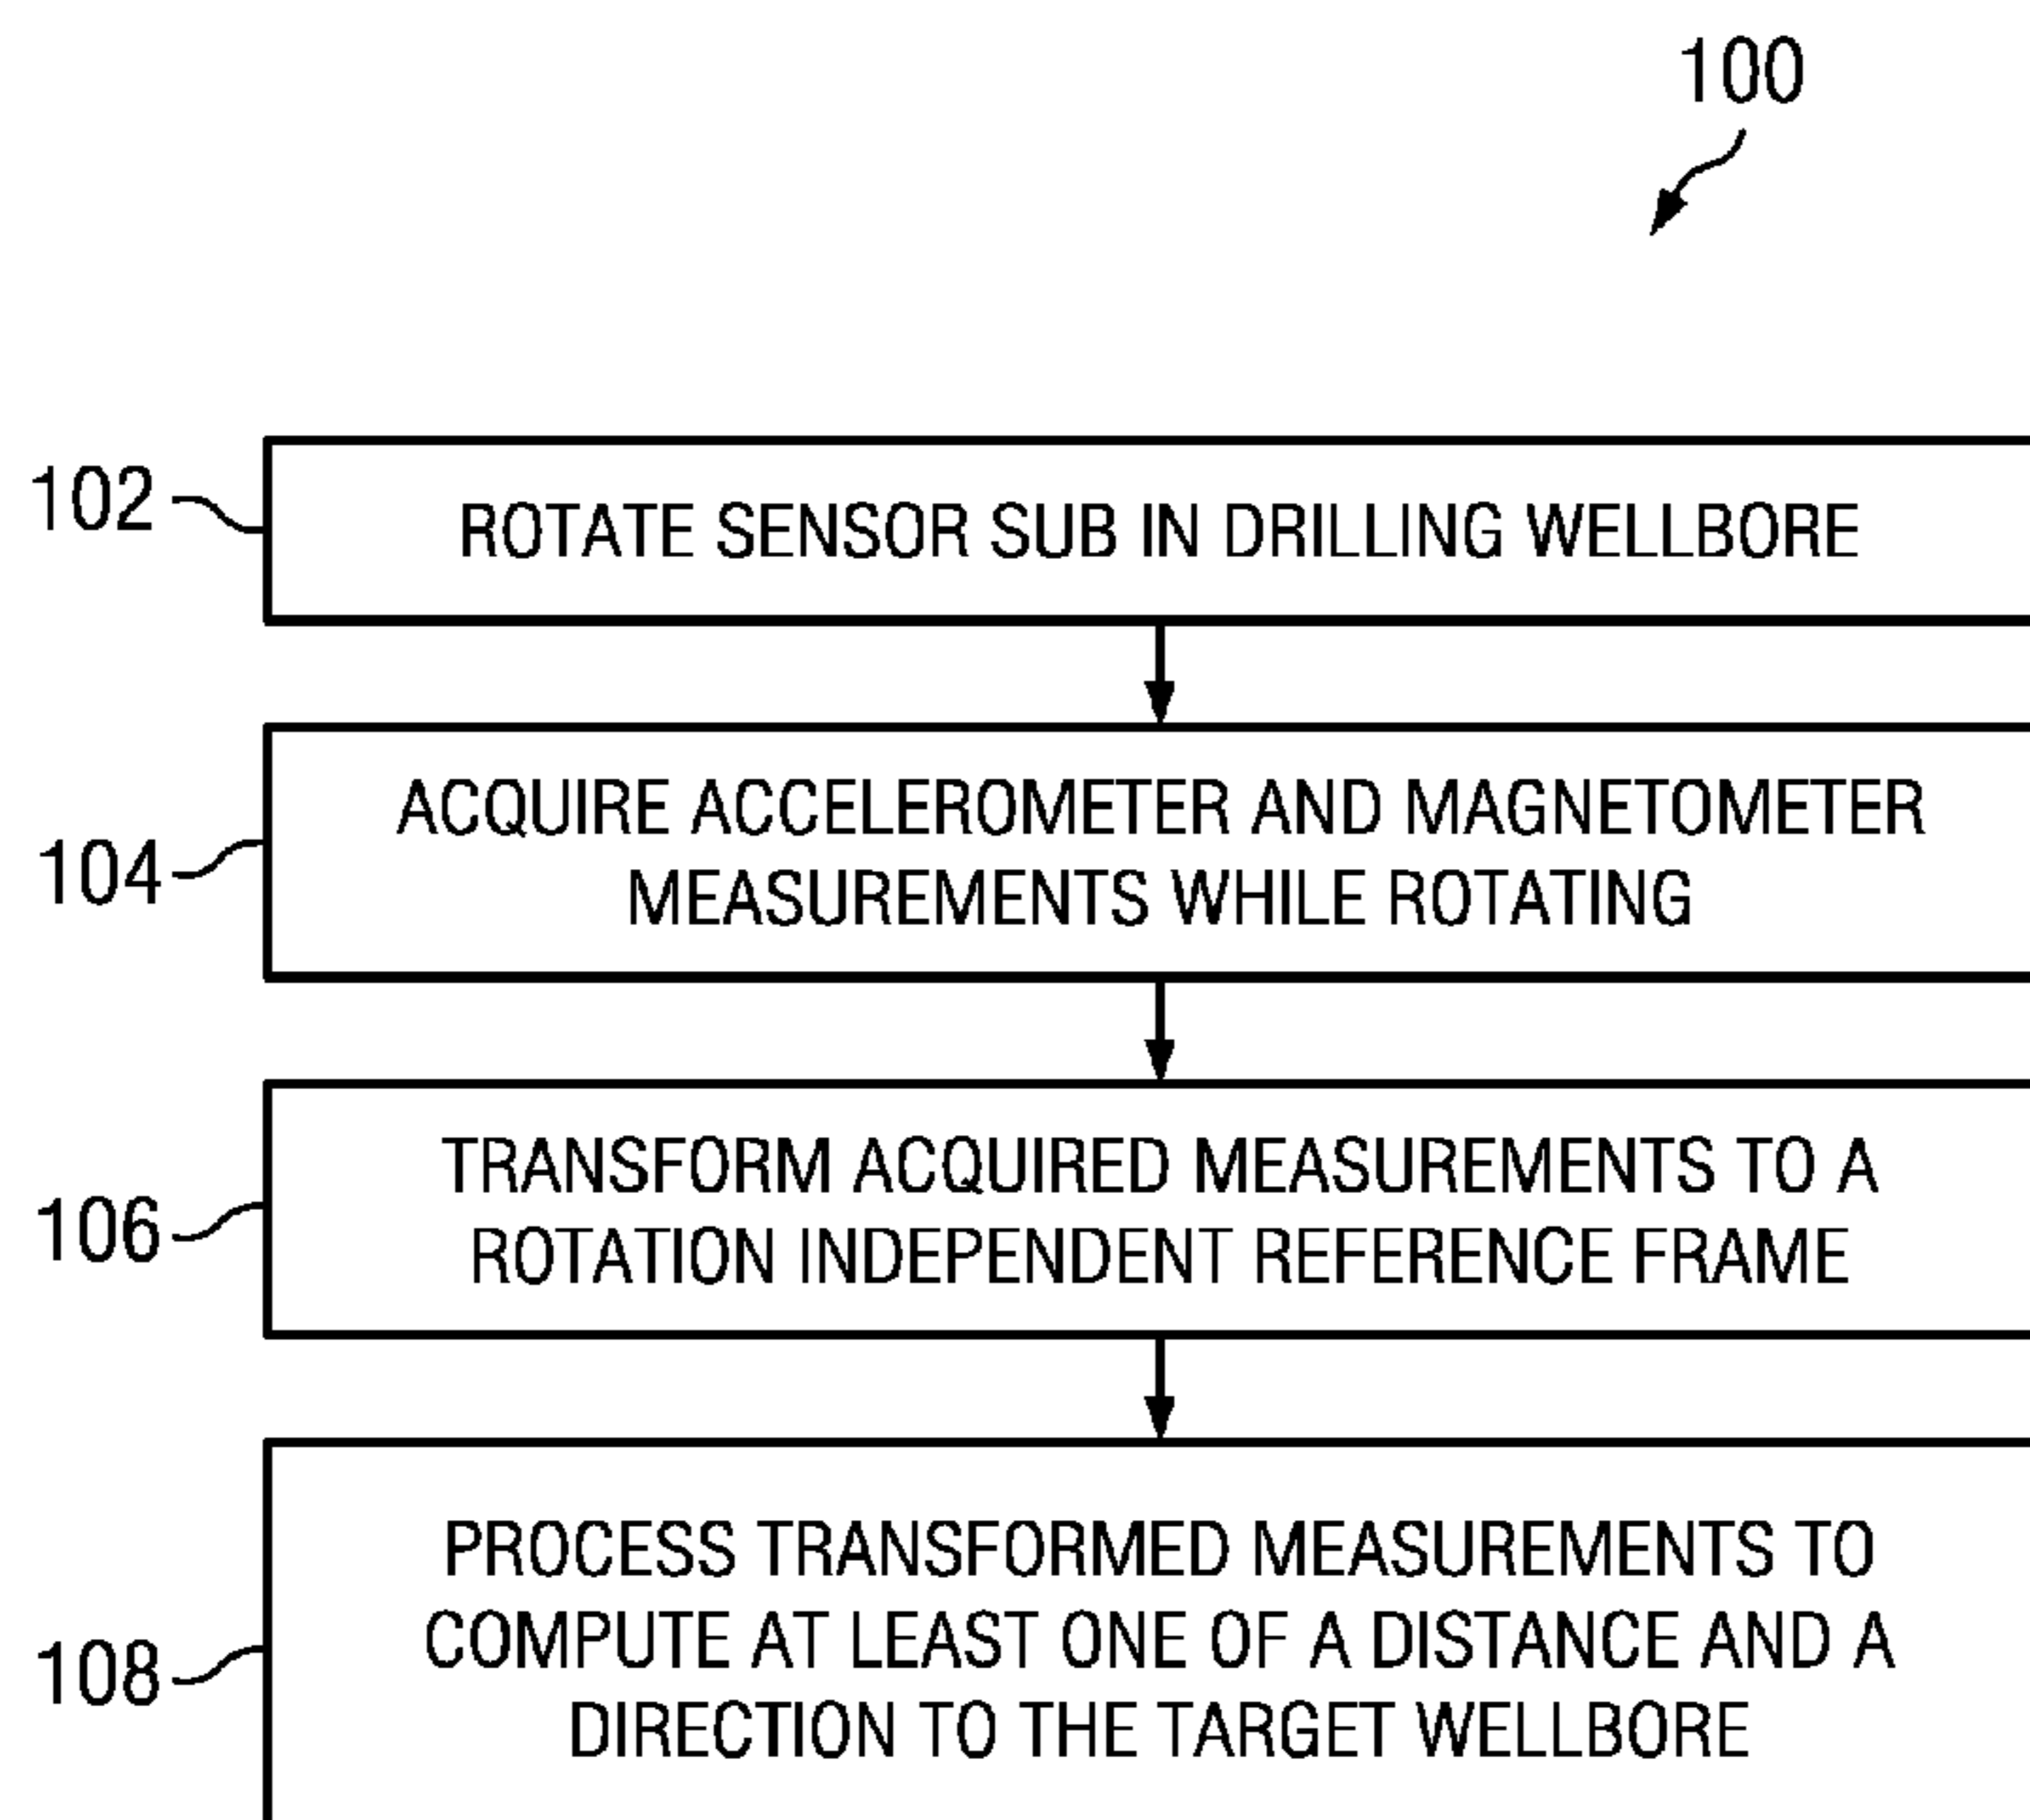 100
102
ROTATE SENSOR SUB IN DRILLING WELLBORE
104
ACQUIRE ACCELEROMETER AND MAGNETOMETER
MEASUREMENTS WHILE ROTATING
106
TRANSFORM ACQUIRED MEASUREMENTS TO A
ROTATION INDEPENDENT REFERENCE FRAME
108
PROCESS TRANSFORMED MEASUREMENTS TO
COMPUTE AT LEAST ONE OF A DISTANCE AND A
DIRECTION TO THE TARGET WELLBORE